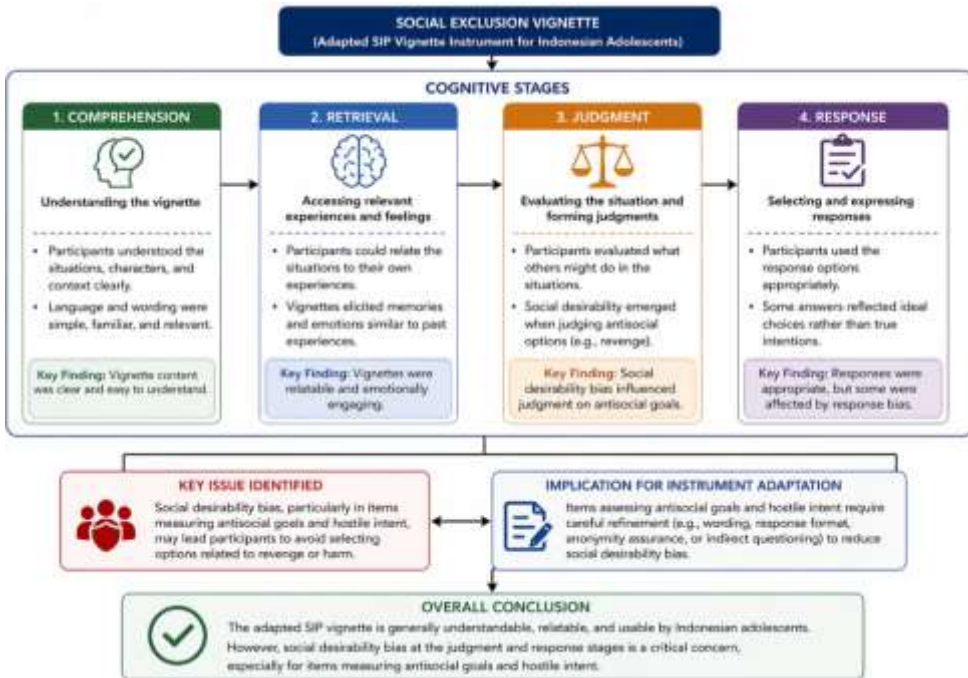 SOCIAL EXCLUSION VIGNETTE
(Adapted SIP Vignette Instrument for Indonesian Adolescents)
COGNITIVE STAGES
1. COMPREHENSION
Understanding the vignette
• Participants understood the
situations, characters, and
context clearly.
• Language and wording were
simple, familiar, and relevant.
Key Finding: Vignette content
was clear and easy to understand.
2. RETRIEVAL
Accessing relevant
experiences and feelings
• Participants could relate the
situations to their own
experiences.
• Vignettes elicited memories
and emotions similar to past
experiences.
Key Finding: Vignettes were
relatable and emotionally
engaging.
3. JUDGMENT
Evaluating the situation and
forming judgments
• Participants evaluated what
others might do in the
situations.
• Social desirability emerged
when judging antisocial
options (e.g., revenge).
Key Finding: Social
desirability bias influenced
judgment on antisocial goals.
4. RESPONSE
Selecting and expressing
responses
• Participants used the
response options
appropriately.
• Some answers reflected ideal
choices rather than true
intentions.
Key Finding: Responses were
appropriate, but some were
affected by response bias.
KEY ISSUE IDENTIFIED
Social desirability bias, particularly in items
measuring antisocial goals and hostile intent,
may lead participants to avoid selecting
options related to revenge or harm.
IMPLICATION FOR INSTRUMENT ADAPTATION
Items assessing antisocial goals and hostile intent require
careful refinement (e.g., wording, response format,
anonymity assurance, or indirect questioning) to reduce
social desirability bias.
OVERALL CONCLUSION
The adapted SIP vignette is generally understandable, relatable, and usable by Indonesian adolescents.
However, social desirability bias at the judgment and response stages is a critical concern,
especially for items measuring antisocial goals and hostile intent.